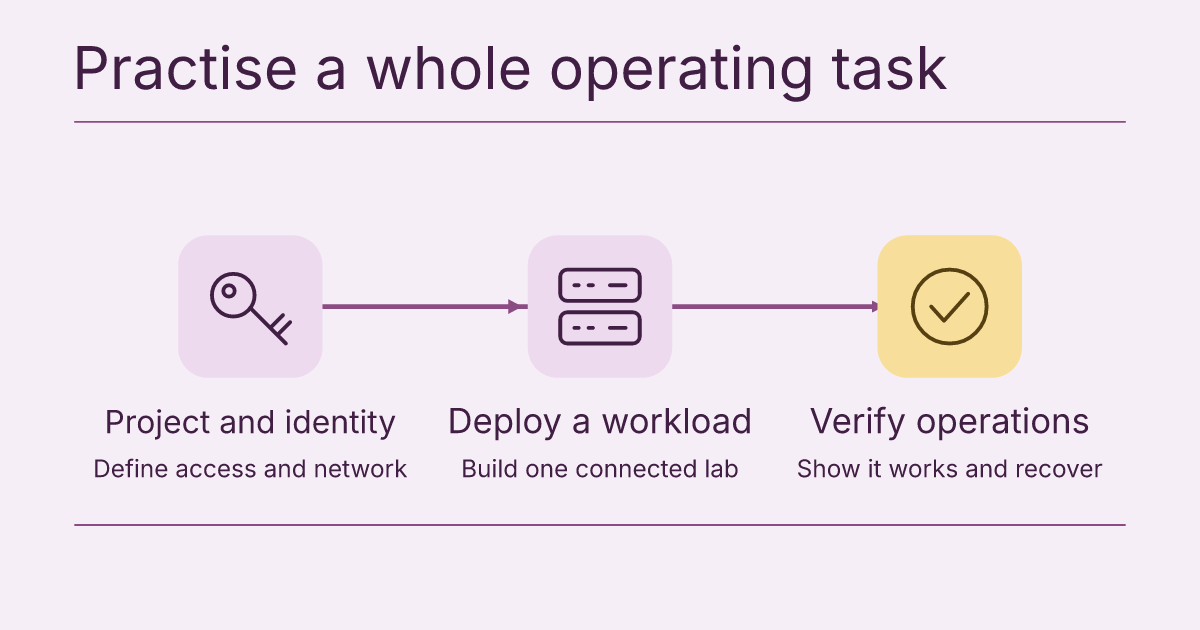 Practise a whole operating task
Project and identity
Define access and network
Deploy a workload
Build one connected lab
Verify operations
Show it works and recover